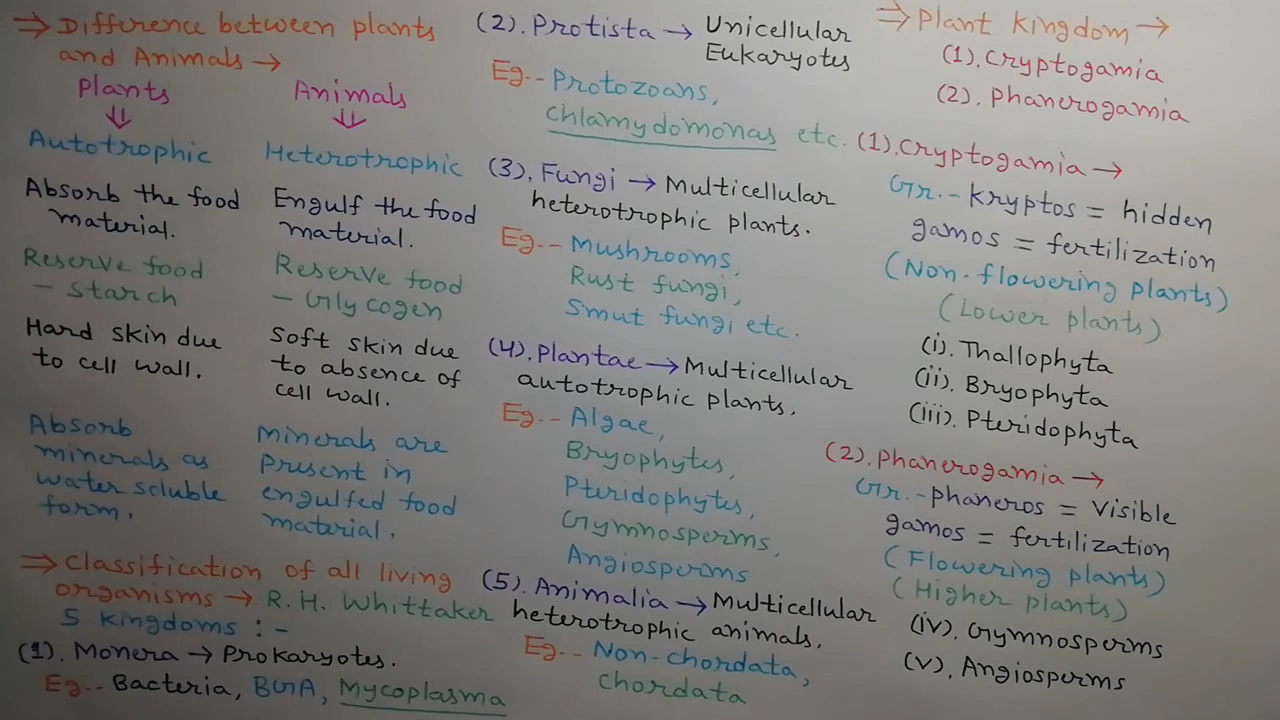 ⇒ Difference between plants
and Animals →
Plants
Animals
⇓
⇓
Autotrophic
Heterotrophic
Absorb the food
material.
Engulf the food
material.
Reserve food
- Starch
Reserve food
- Glycogen
Hard skin due
to cell wall.
Soft skin due
to absence of
cell wall.
Absorb
minerals as
water soluble
form.
Minerals are
present in
engulfed food
material.
⇒ Classification of all living
organisms → R. H. Whittaker
5 kingdoms : -
(1). Monera → Prokaryotes.
Eg.- Bacteria, BGA, Mycoplasma
(2). Protista → Unicellular
Eukaryotes
Eg.- Protozoans,
Chlamydomonas etc.
(3). Fungi → Multicellular
heterotrophic plants.
Eg.- Mushrooms,
Rust fungi,
Smut fungi etc.
(4). Plantae → Multicellular
autotrophic plants.
Eg.- Algae,
Bryophytes,
Pteridophytes,
Gymnosperms,
Angiosperms
(5). Animalia → Multicellular
heterotrophic animals.
Eg.- Non-chordata,
chordata
⇒ Plant Kingdom →
(1). Cryptogamia
(2). Phanerogamia
(1). Cryptogamia →
Gr.- Kryptos = hidden
gamos = fertilization
(Non-flowering plants)
(Lower plants)
(i). Thallophyta
(ii). Bryophyta
(iii). Pteridophyta
(2). Phanerogamia →
Gr.- phaneros = visible
gamos = fertilization
(Flowering plants)
(Higher plants)
(iv). Gymnosperms
(v). Angiosperms